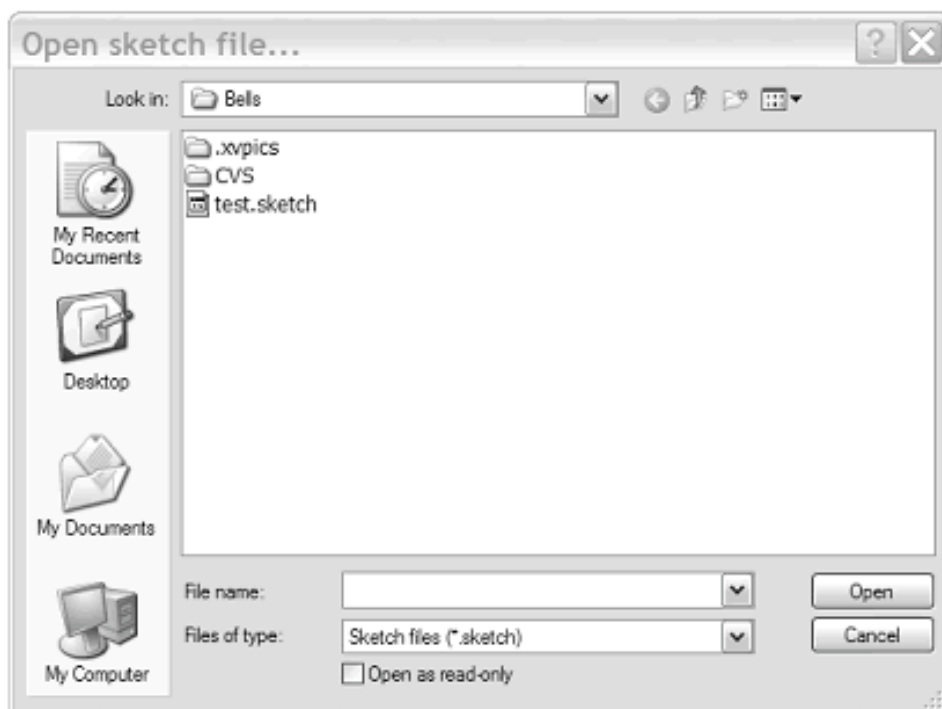 Open sketch file...
Look in: Bells
.xvpics
CVS
test.sketch
My Recent
Documents
Desktop
My Documents
My Computer
File name: Open
Files of type: Sketch files (*.sketch) Cancel
Open as read-only